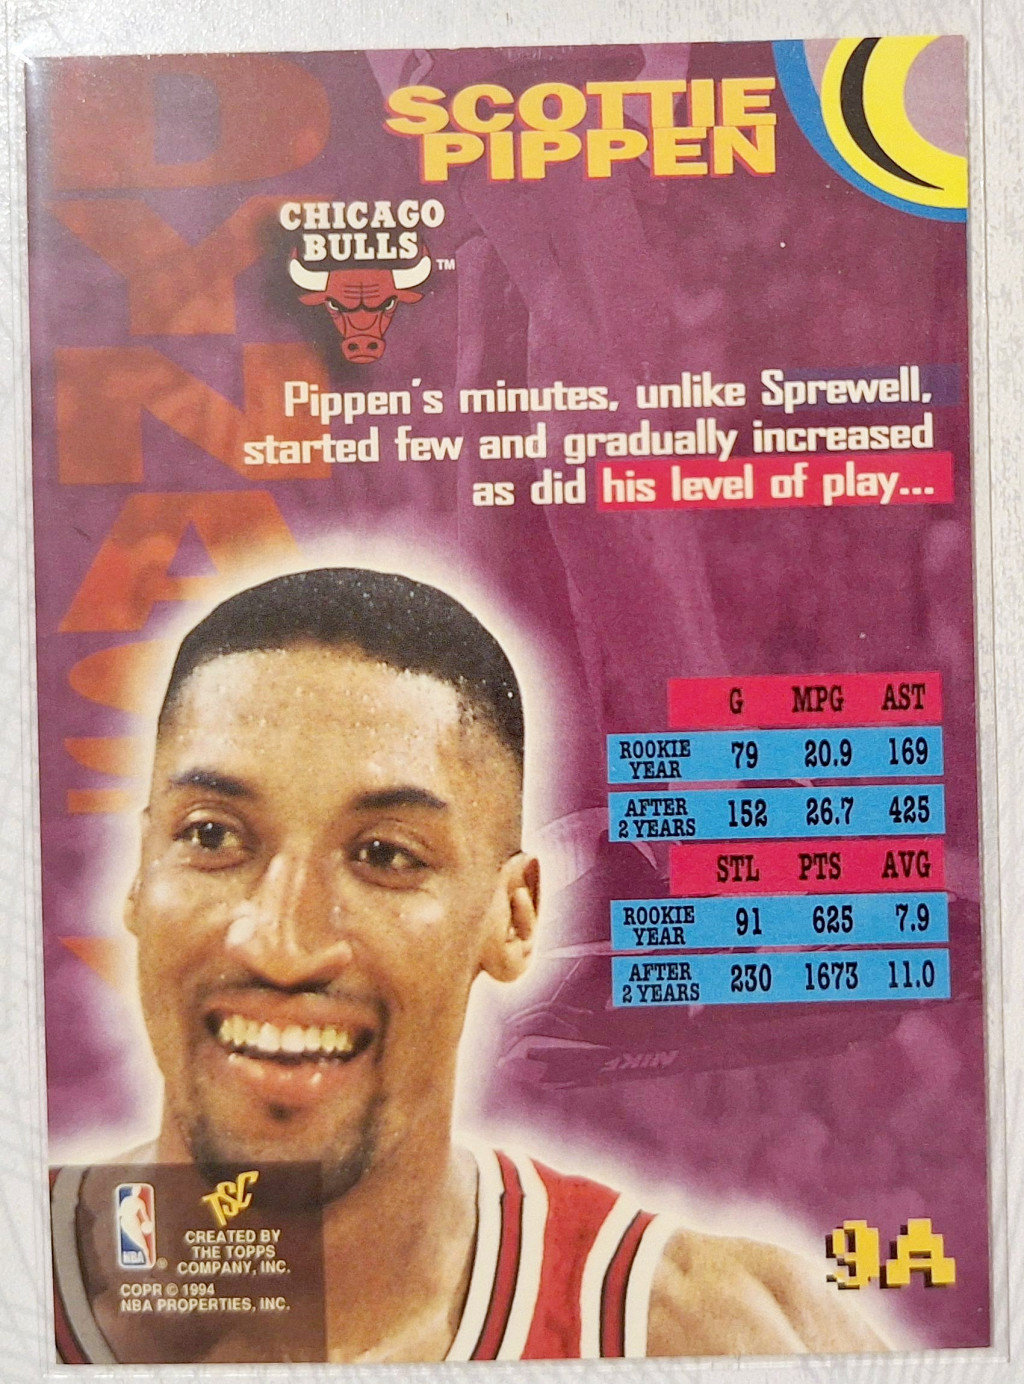 SCOTTIE
PIPPEN
CHICAGO
BULLS
TM
Pippen's minutes, unlike Sprewell,
started few and gradually increased
as did his level of play...
G MPG AST
ROOKIE YEAR 79 20.9 169
AFTER 2 YEARS 152 26.7 425
STL PTS AVG
ROOKIE YEAR 91 625 7.9
AFTER 2 YEARS 230 1673 11.0
NIKE
TSC
NBA ®
CREATED BY
THE TOPPS
COMPANY, INC.
COPR © 1994
NBA PROPERTIES, INC.
9A